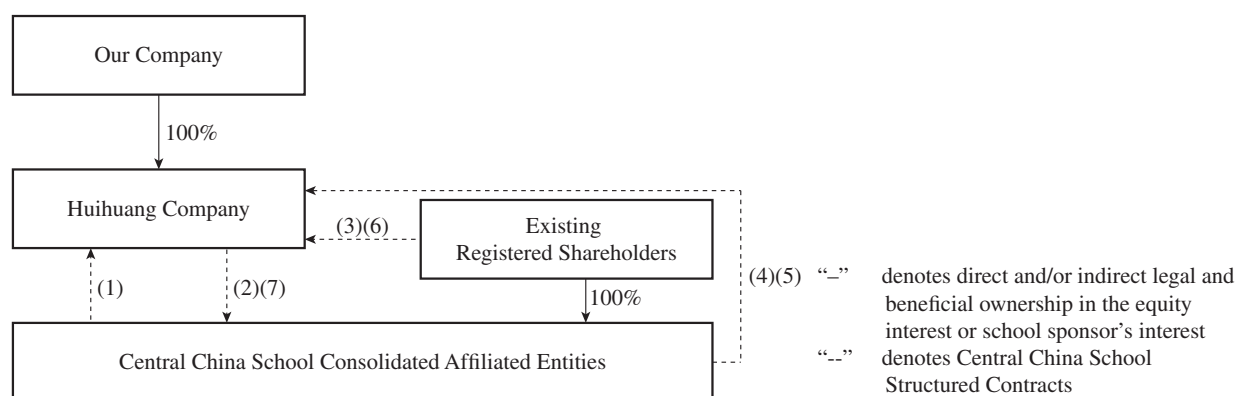 Our Company
100%
Huihuang Company
(3)(6)
Existing
Registered Shareholders
(1)
(2)(7)
100%
(4)(5)
Central China School Consolidated Affiliated Entities
“–” denotes direct and/or indirect legal and
beneficial ownership in the equity
interest or school sponsor’s interest
“--” denotes Central China School
Structured Contracts